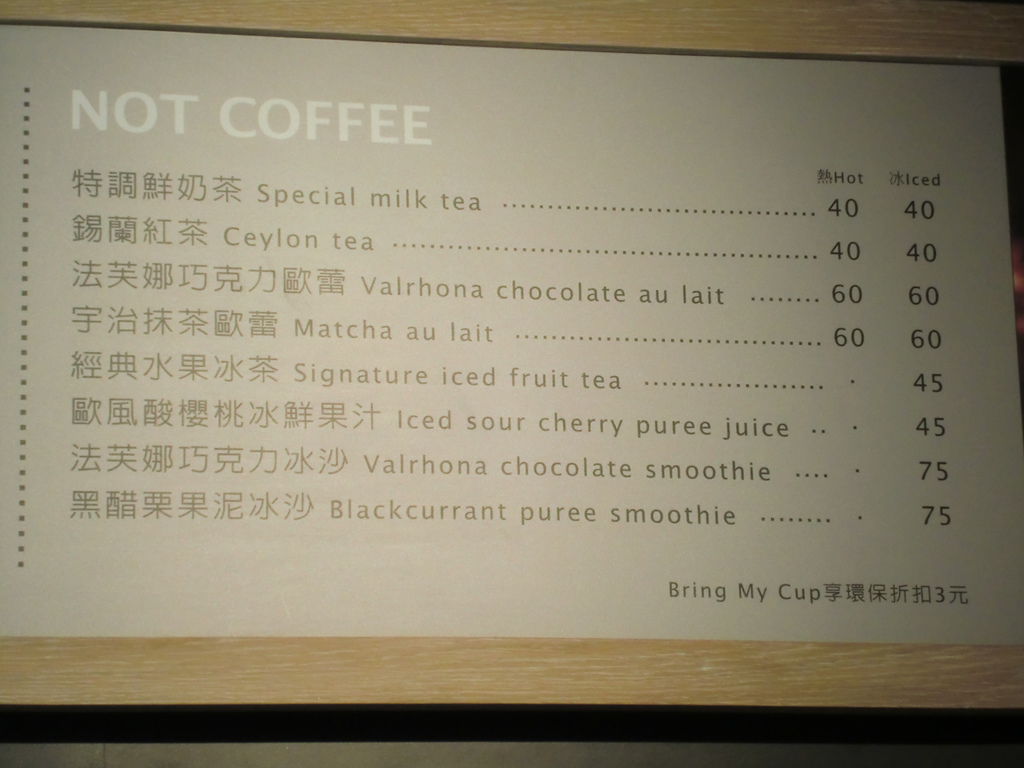 NOT COFFEE
熱Hot 冰Iced
特調鮮奶茶 Special milk tea .................................. 40 40
錫蘭紅茶 Ceylon tea .............................................. 40 40
法芙娜巧克力歐蕾 Valrhona chocolate au lait ........ 60 60
宇治抹茶歐蕾 Matcha au lait ................................. 60 60
經典水果冰茶 Signature iced fruit tea .................... · 45
歐風酸櫻桃冰鮮果汁 Iced sour cherry puree juice .. · 45
法芙娜巧克力冰沙 Valrhona chocolate smoothie .... · 75
黑醋栗果泥冰沙 Blackcurrant puree smoothie ........ · 75
Bring My Cup享環保折扣3元